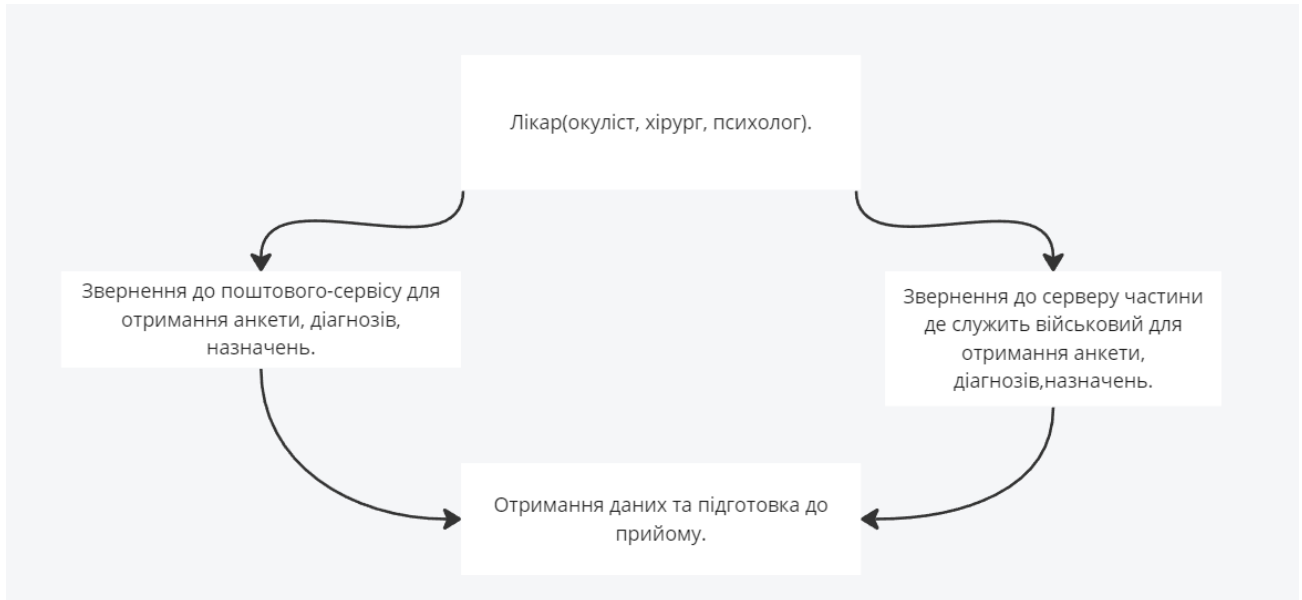 Лікар(окуліст, хірург, психолог).
Звернення до поштового-сервісу для
отримання анкети, діагнозів,
назначень.
Звернення до серверу частини
де служить військовий для
отримання анкети,
діагнозів,назначень.
Отримання даних та підготовка до
прийому.